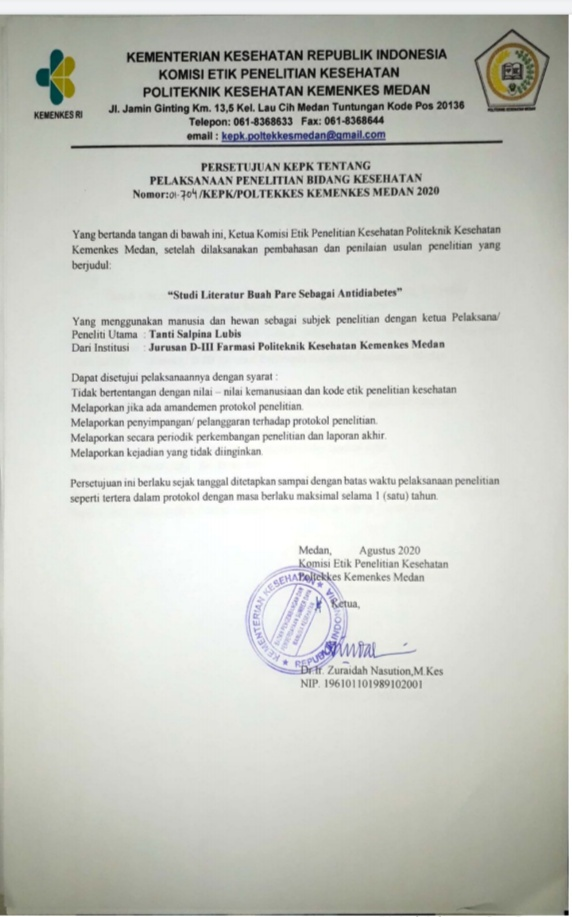 KEMENTERIAN KESEHATAN REPUBLIK INDONESIA
KOMISI ETIK PENELITIAN KESEHATAN
POLITEKNIK KESEHATAN KEMENKES MEDAN
KEMENKES RI
Jl. Jamin Ginting Km. 13,5 Kel. Lau Cih Medan Tuntungan Kode Pos 20136
Telepon: 061-8368633 Fax: 061-8368644
email : kepk.poltekkesmedan@gmail.com
PERSETUJUAN KEPK TENTANG
PELAKSANAAN PENELITIAN BIDANG KESEHATAN
Nomor:01.704/KEPK/POLTEKKES KEMENKES MEDAN 2020
Yang bertanda tangan di bawah ini, Ketua Komisi Etik Penelitian Kesehatan Politeknik Kesehatan
Kemenkes Medan, setelah dilaksanakan pembahasan dan penilaian usulan penelitian yang
berjudul:
“Studi Literatur Buah Pare Sebagai Antidiabetes”
Yang menggunakan manusia dan hewan sebagai subjek penelitian dengan ketua Pelaksana/
Peneliti Utama : Tanti Salpina Lubis
Dari Institusi : Jurusan D-III Farmasi Politeknik Kesehatan Kemenkes Medan
Dapat disetujui pelaksanaannya dengan syarat :
Tidak bertentangan dengan nilai – nilai kemanusiaan dan kode etik penelitian kesehatan
Melaporkan jika ada amandemen protokol penelitian.
Melaporkan penyimpangan/ pelanggaran terhadap protokol penelitian.
Melaporkan secara periodik perkembangan penelitian dan laporan akhir.
Melaporkan kejadian yang tidak diinginkan.
Persetujuan ini berlaku sejak tanggal ditetapkan sampai dengan batas waktu pelaksanaan penelitian
seperti tertera dalam protokol dengan masa berlaku maksimal selama 1 (satu) tahun.
Medan, Agustus 2020
Komisi Etik Penelitian Kesehatan
Poltekkes Kemenkes Medan
Ketua,
KEMENTERIAN KESEHATAN
REPUBLIK INDONESIA
Dr.Ir. Zuraidah Nasution,M.Kes
NIP. 196101101989102001